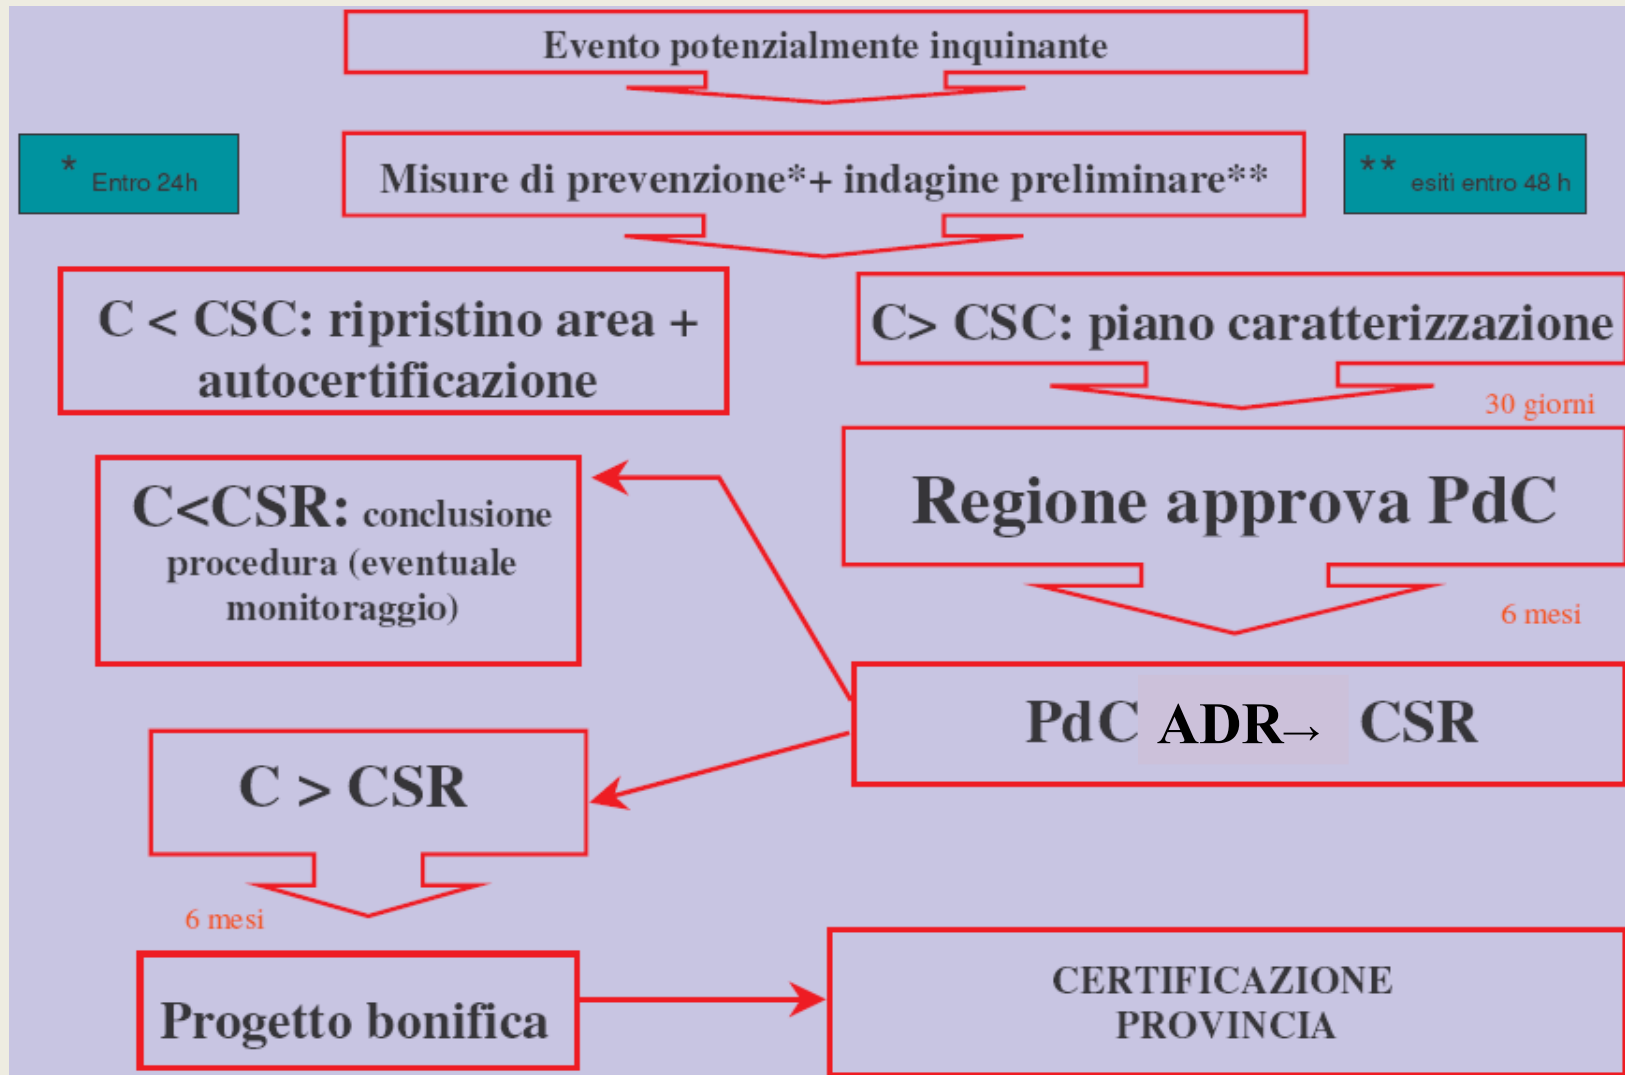 Evento potenzialmente inquinante
* Entro 24h
Misure di prevenzione*+ indagine preliminare**
** esiti entro 48 h
C < CSC: ripristino area +
autocertificazione
C> CSC: piano caratterizzazione
30 giorni
Regione approva PdC
C<CSR: conclusione
procedura (eventuale
monitoraggio)
6 mesi
PdC ADR→ CSR
C > CSR
6 mesi
Progetto bonifica
CERTIFICAZIONE
PROVINCIA